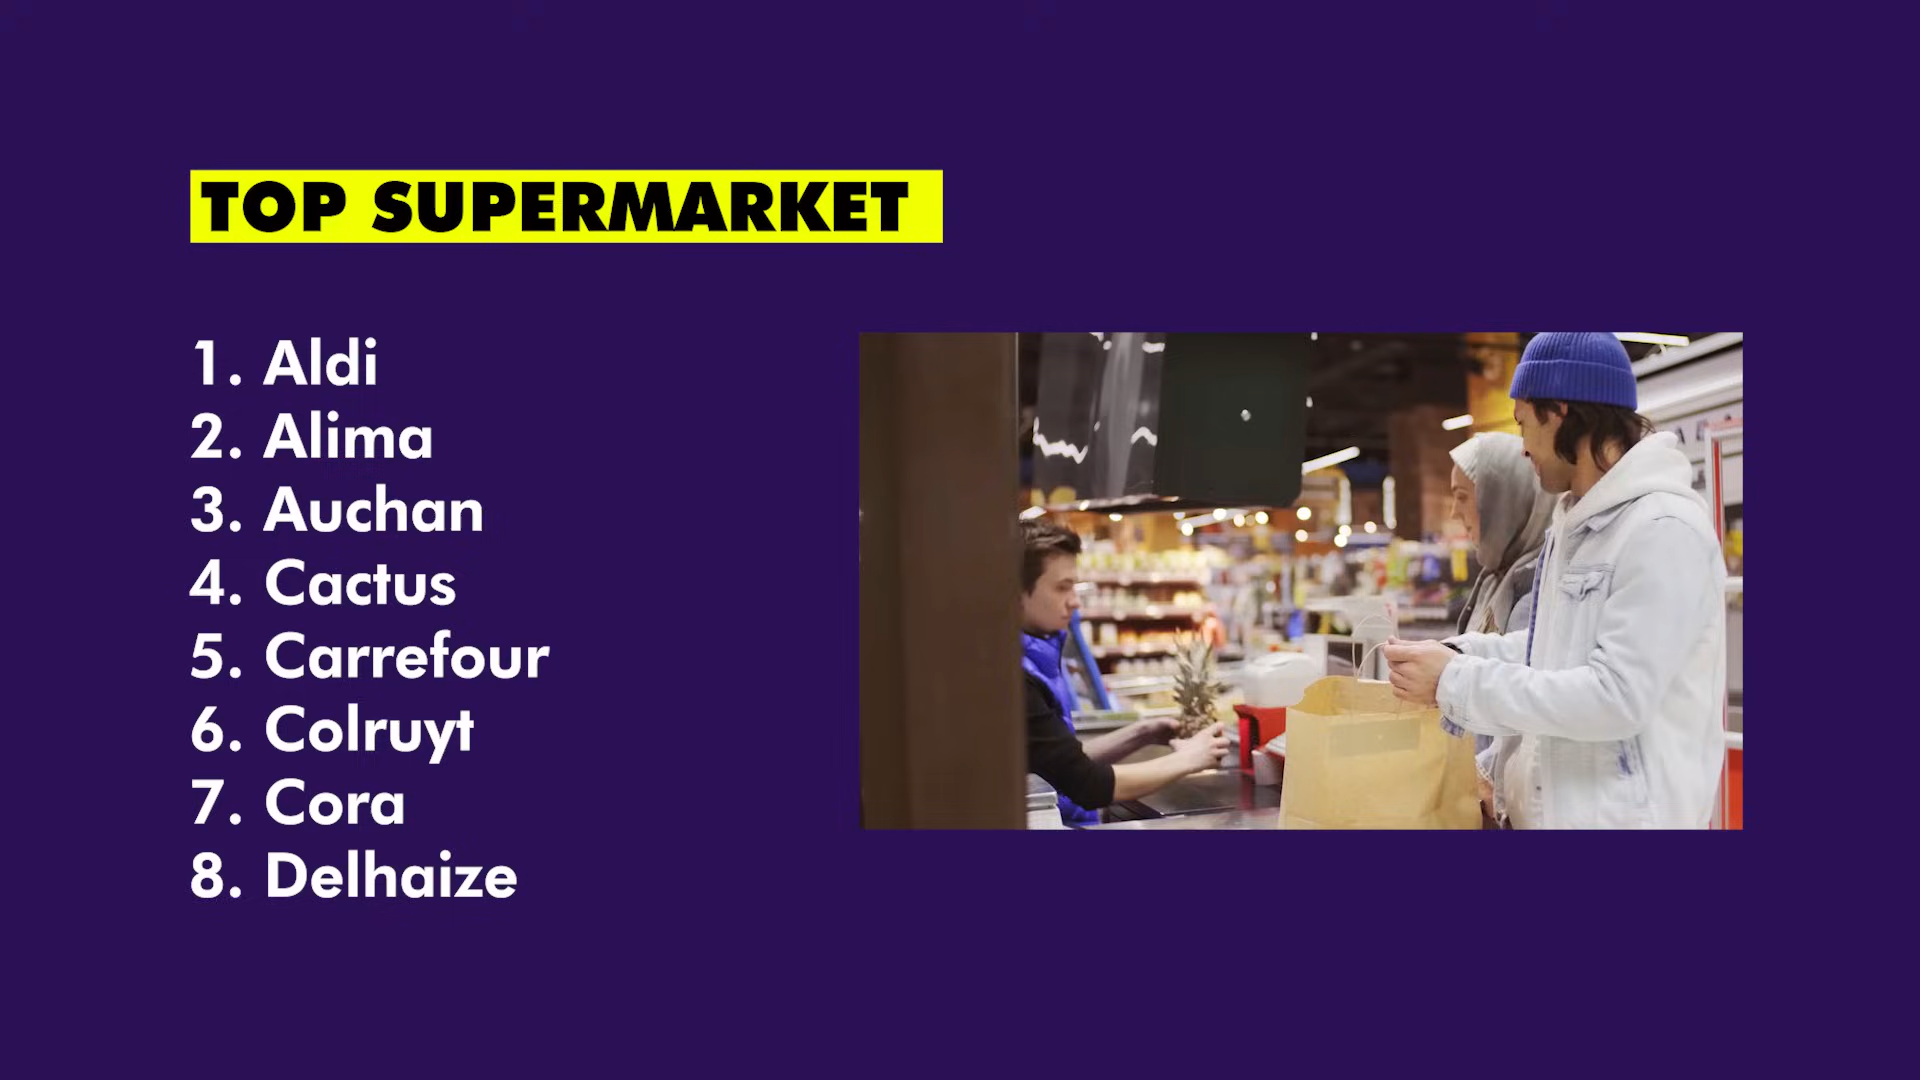 TOP SUPERMARKET
1. Aldi
2. Alima
3. Auchan
4. Cactus
5. Carrefour
6. Colruyt
7. Cora
8. Delhaize